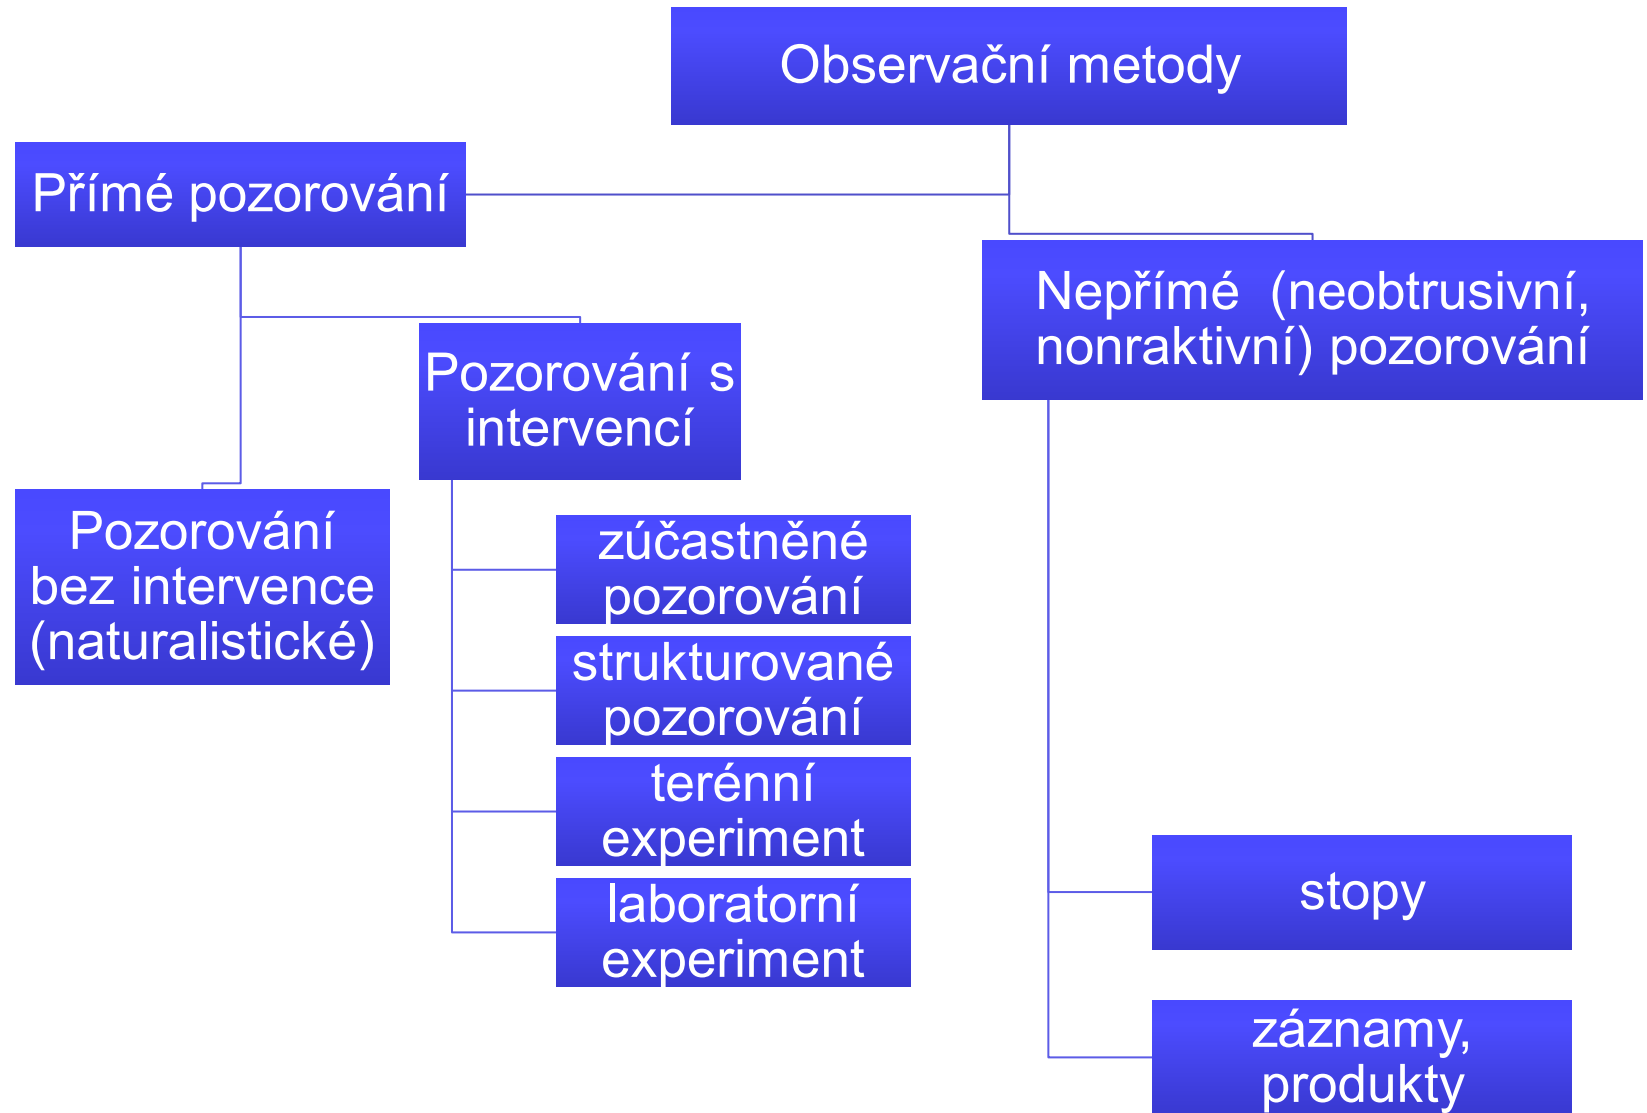 Observační metody
Přímé pozorování
Nepřímé (neobtrusivní,
nonraktivní) pozorování
Pozorování s
intervencí
Pozorování
bez intervence
(naturalistické)
zúčastněné
pozorování
strukturované
pozorování
terénní
experiment
laboratorní
experiment
stopy
záznamy,
produkty